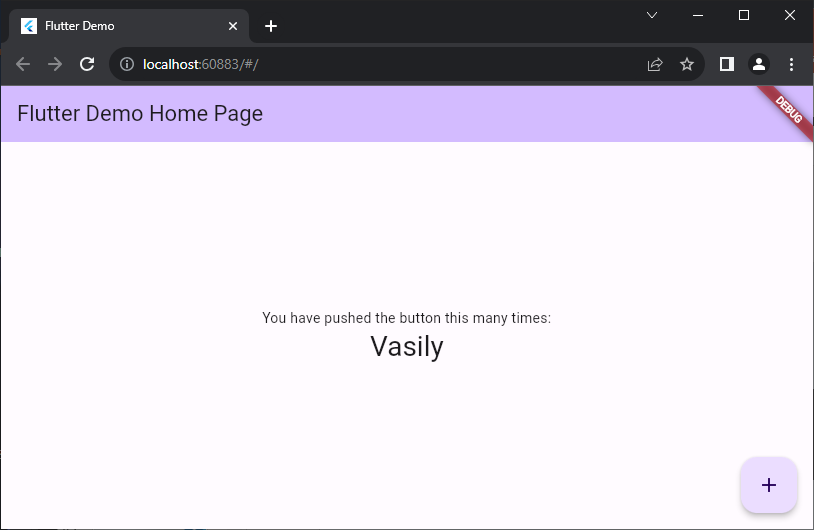 Flutter Demo
localhost:60883/#/
Flutter Demo Home Page
DEBUG
You have pushed the button this many times:
Vasily